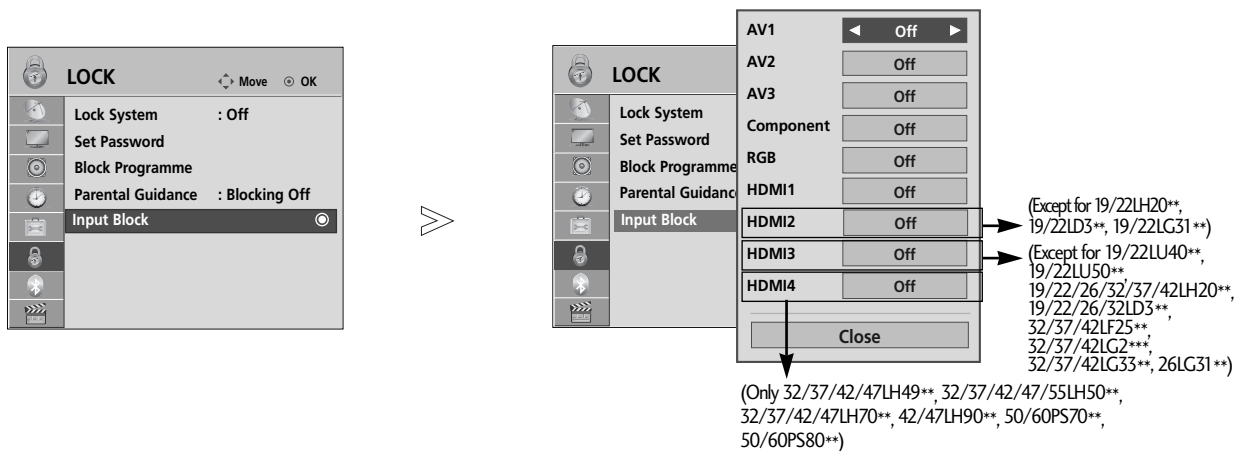 LOCK
Move OK
Lock System : Off
Set Password
Block Programme
Parental Guidance : Blocking Off
Input Block
LOCK
Lock System
Set Password
Block Programme
Parental Guidanc
Input Block
AV1 ◄ Off ►
AV2 Off
AV3 Off
Component Off
RGB Off
HDMI1 Off
HDMI2 Off
HDMI3 Off
HDMI4 Off
Close
(Except for 19/22LH20**,
19/22LD3**, 19/22LG31**)
(Except for 19/22LU40**,
19/22LU50**,
19/22/26/32/37/42LH20**,
19/22/26/32LD3**,
32/37/42LF25**,
32/37/42LG2***,
32/37/42LG33**, 26LG31**)
(Only 32/37/42/47LH49**, 32/37/42/47/55LH50**,
32/37/42/47LH70**, 42/47LH90**, 50/60PS70**,
50/60PS80**)